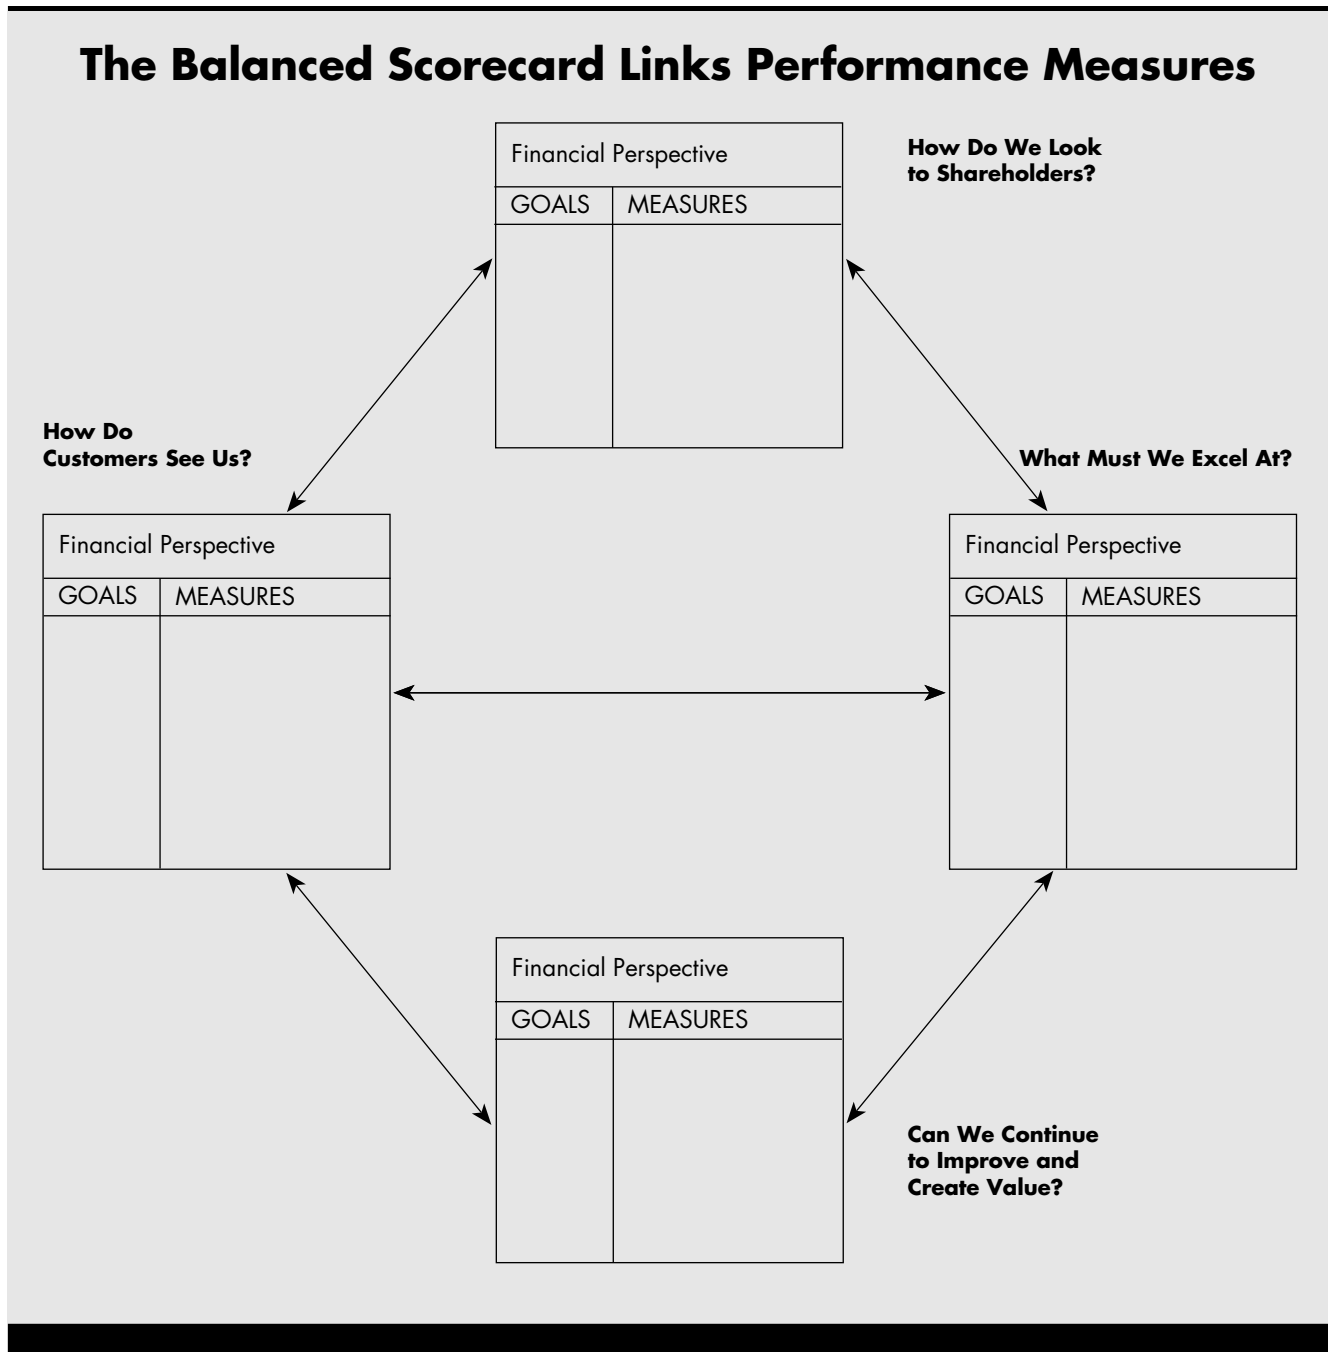 The Balanced Scorecard Links Performance Measures
Financial Perspective
GOALS MEASURES
How Do We Look
to Shareholders?
How Do
Customers See Us?
Financial Perspective
GOALS MEASURES
What Must We Excel At?
Financial Perspective
GOALS MEASURES
Financial Perspective
GOALS MEASURES
Can We Continue
to Improve and
Create Value?